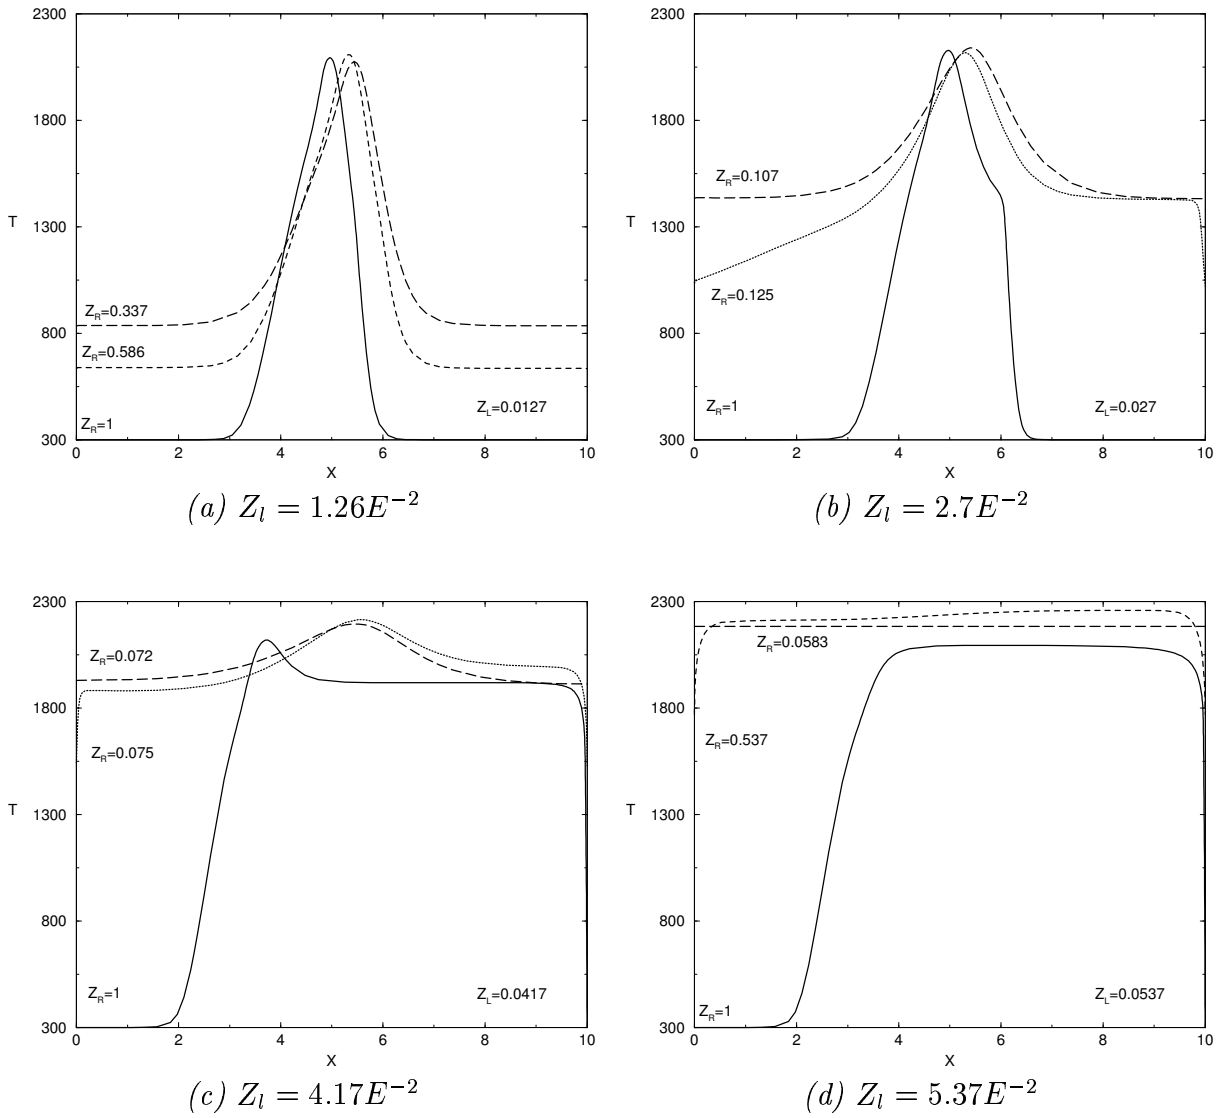 2300
1800
T
1300
Z_R=0.337
800
Z_R=0.586
Z_L=0.0127
Z_R=1
300
0 2 4 6 8 10
X
(a) Z_l = 1.26E^{-2}
2300
1800
Z_R=0.107
T
1300
Z_R=0.125
800
Z_R=1
Z_L=0.027
300
0 2 4 6 8 10
X
(b) Z_l = 2.7E^{-2}
2300
Z_R=0.072
1800
Z_R=0.075
T
1300
800
Z_R=1
Z_L=0.0417
300
0 2 4 6 8 10
X
(c) Z_l = 4.17E^{-2}
2300
Z_R=0.0583
1800
Z_R=0.537
T
1300
800
Z_L=0.0537
Z_R=1
300
0 2 4 6 8 10
X
(d) Z_l = 5.37E^{-2}